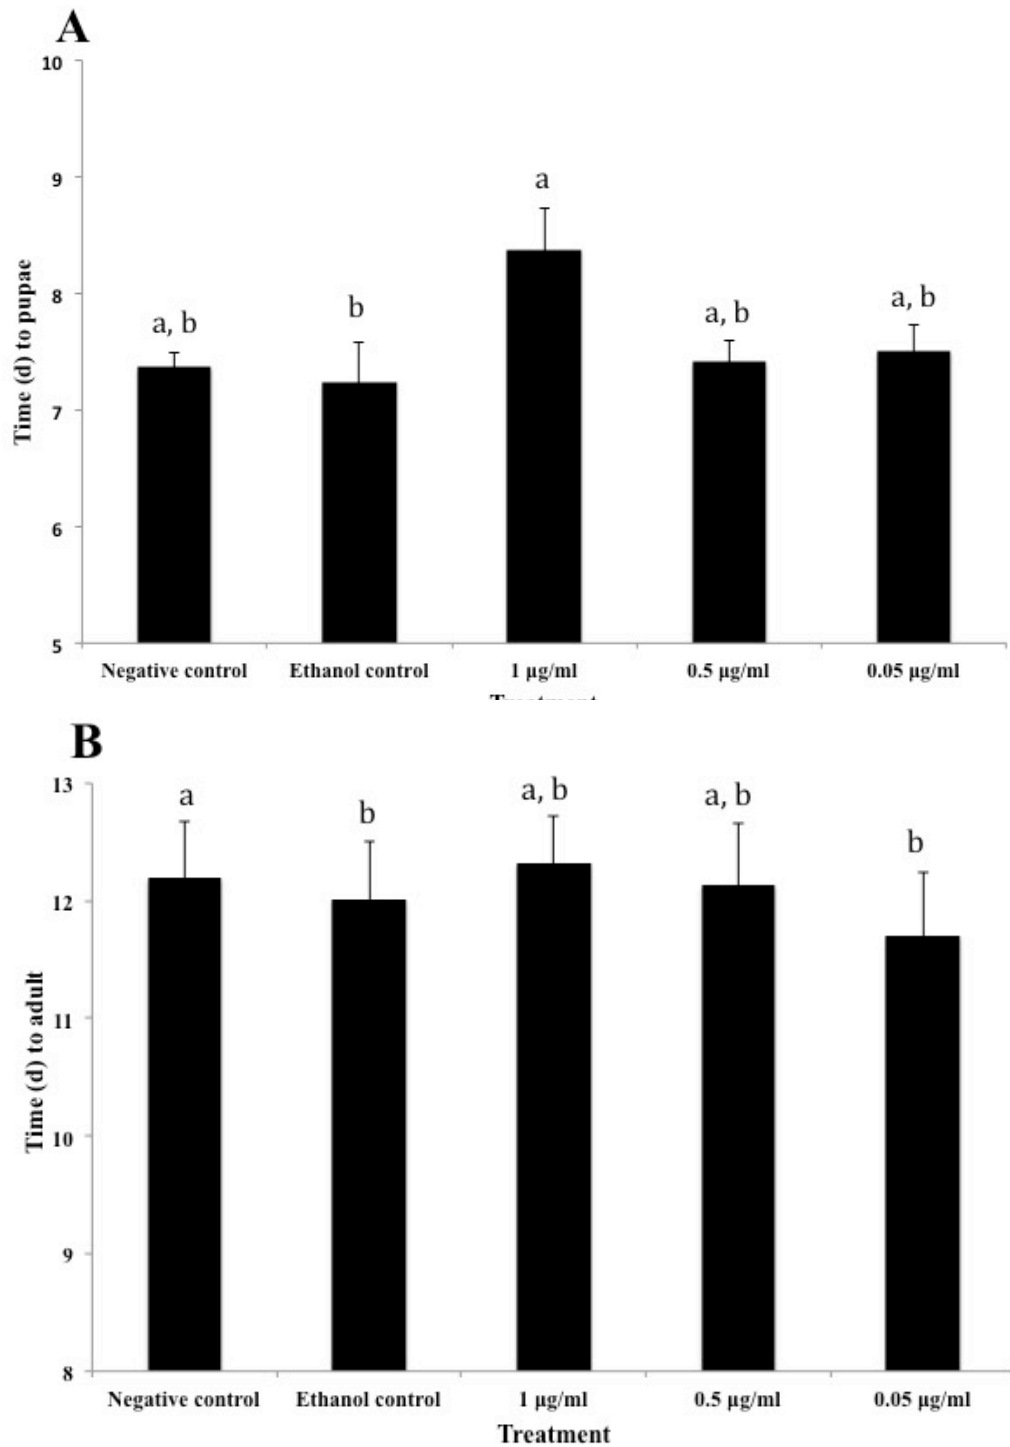 A
10
9
8
7
6
5
Time (d) to pupae
a, b
b
a
a, b
a, b
Negative control Ethanol control 1 µg/ml 0.5 µg/ml 0.05 µg/ml
Treatment
B
13
12
11
10
9
8
Time (d) to adult
a
b
a, b
a, b
b
Negative control Ethanol control 1 µg/ml 0.5 µg/ml 0.05 µg/ml
Treatment